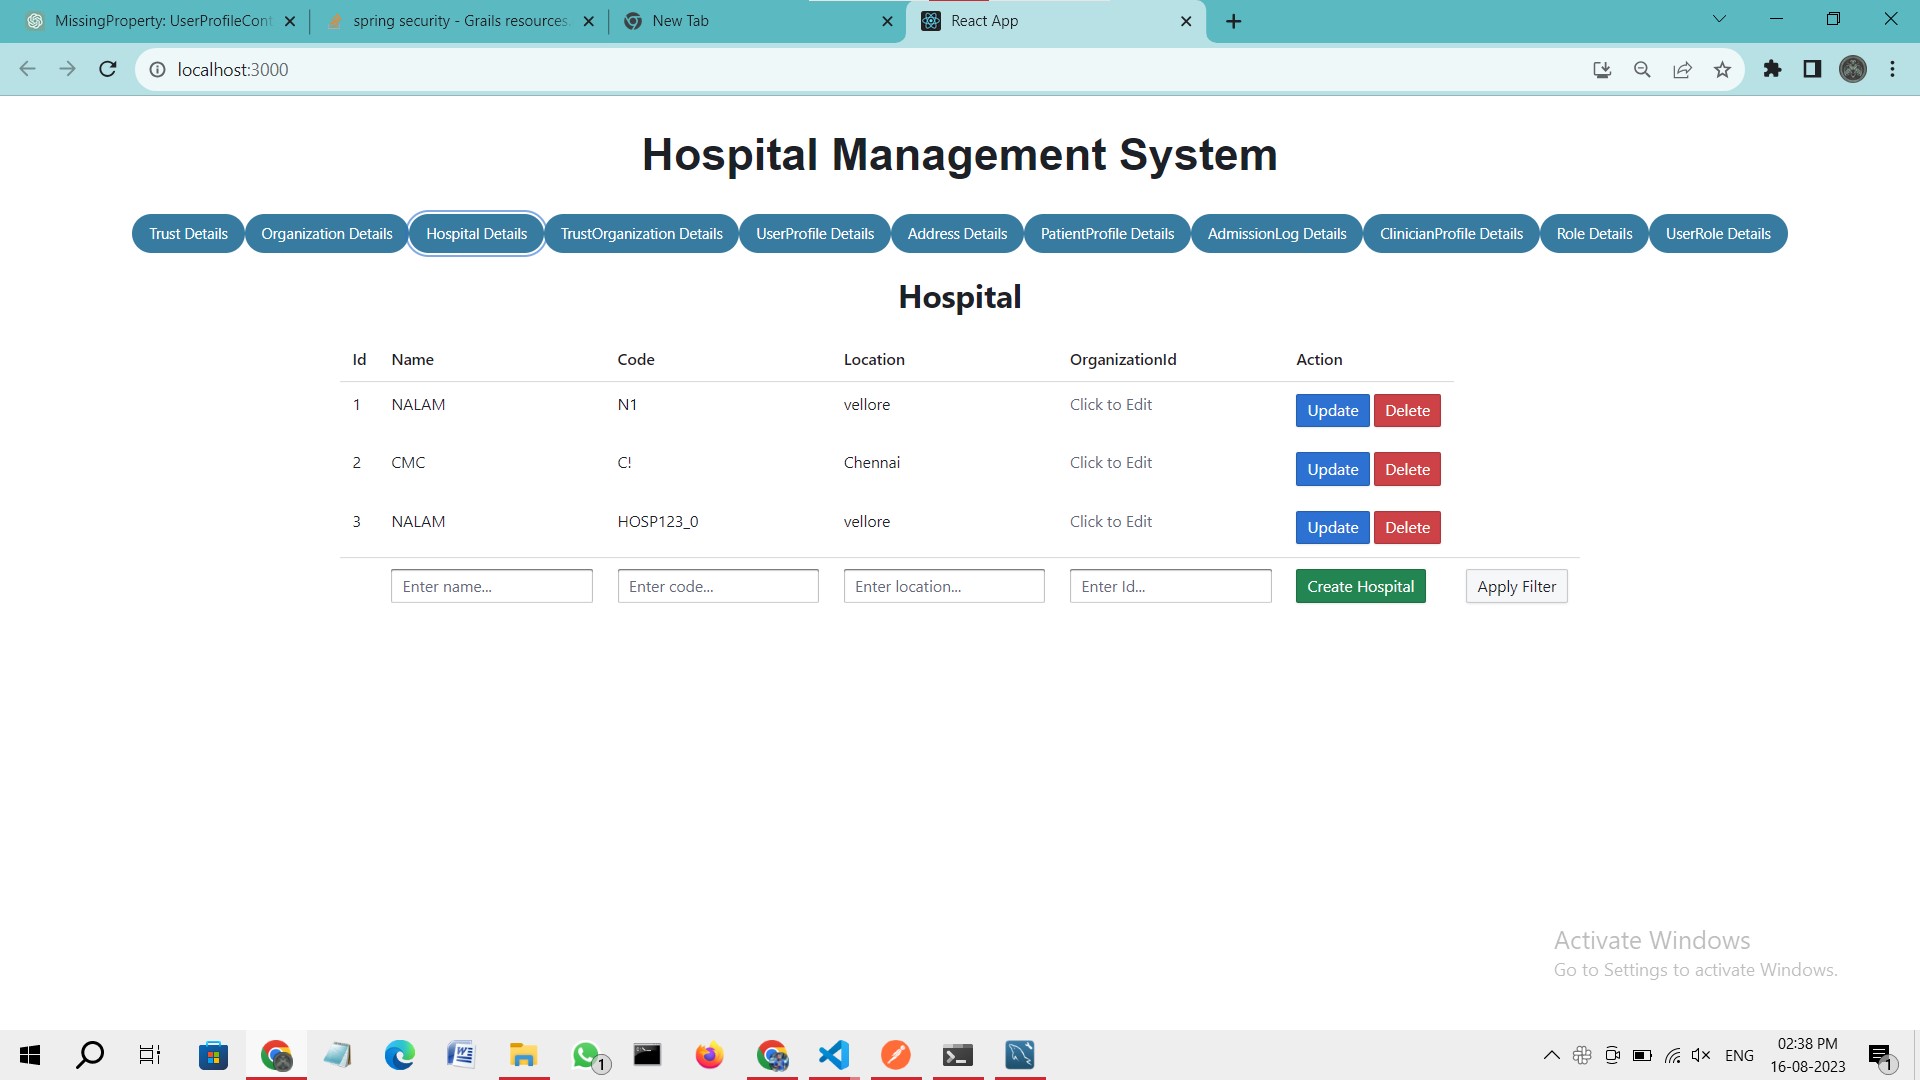 MissingProperty: UserProfileCont
spring security - Grails resources.
New Tab
React App
localhost:3000
Hospital Management System
Trust Details
Organization Details
Hospital Details
TrustOrganization Details
UserProfile Details
Address Details
PatientProfile Details
AdmissionLog Details
ClinicianProfile Details
Role Details
UserRole Details
Hospital
Id Name Code Location OrganizationId Action
1 NALAM N1 vellore Click to Edit Update Delete
2 CMC C! Chennai Click to Edit Update Delete
3 NALAM HOSP123_0 vellore Click to Edit Update Delete
Enter name... Enter code... Enter location... Enter Id... Create Hospital Apply Filter
Activate Windows
Go to Settings to activate Windows.
1
ENG
02:38 PM
16-08-2023
1